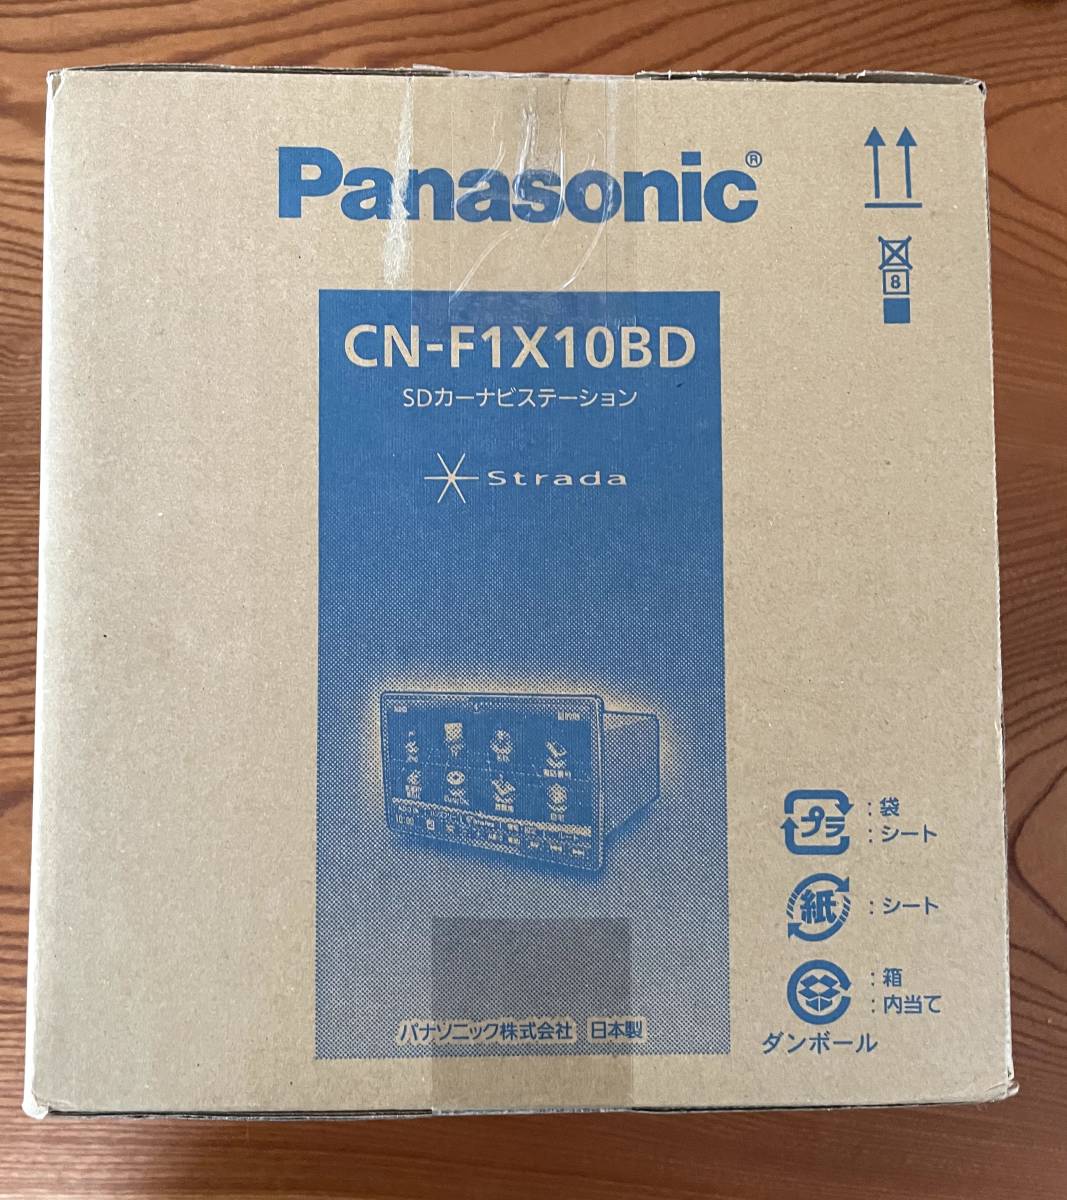 Panasonic®
8
CN-F1X10BD
SDカーナビステーション
Strada
10:00
プラ
:袋
:シート
紙
:シート
:箱
:内当て
ダンボール
パナソニック株式会社 日本製